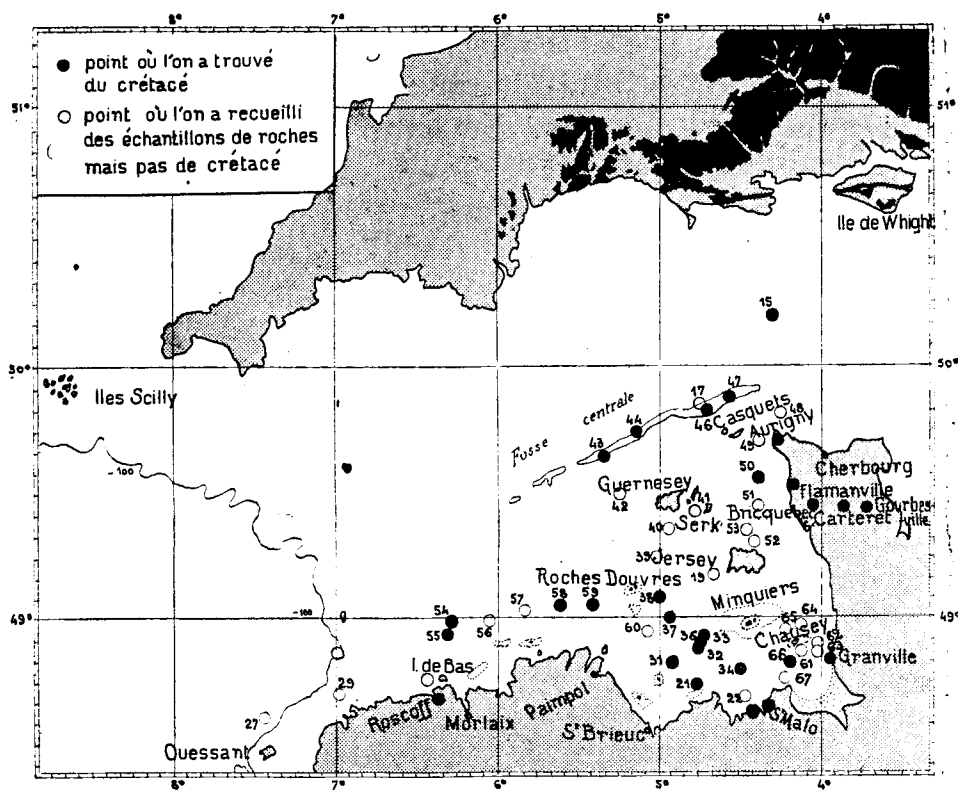 8°
7°
6°
5°
4°
point où l'on a trouvé
du crétacé
point où l'on a recueilli
des échantillons de roches
mais pas de crétacé
51°
51°
Ile de Whight
15
30°
50°
Iles Scilly
Fosse centrale
17
47
46
Casquets
48
44
49
Aurigny
43
50
Cherbourg
Guernesey
42
41
51
Flamanville
Gourbes-
ville
Bricquebec
Carteret
Serk
40
53
52
-100
39
Jersey
19
Roches Douvres
58
59
38
Minquiers
57
-100
54
49°
49°
55
56
60
37
36
33
32
65
64
Chausey
62
63
Granville
31
34
66
61
67
I. de Bas
21
22
29
27
Roscoff
Morlaix
Paimpol
St Brieuc
St Malo
Ouessant
8°
7°
6°
5°
4°